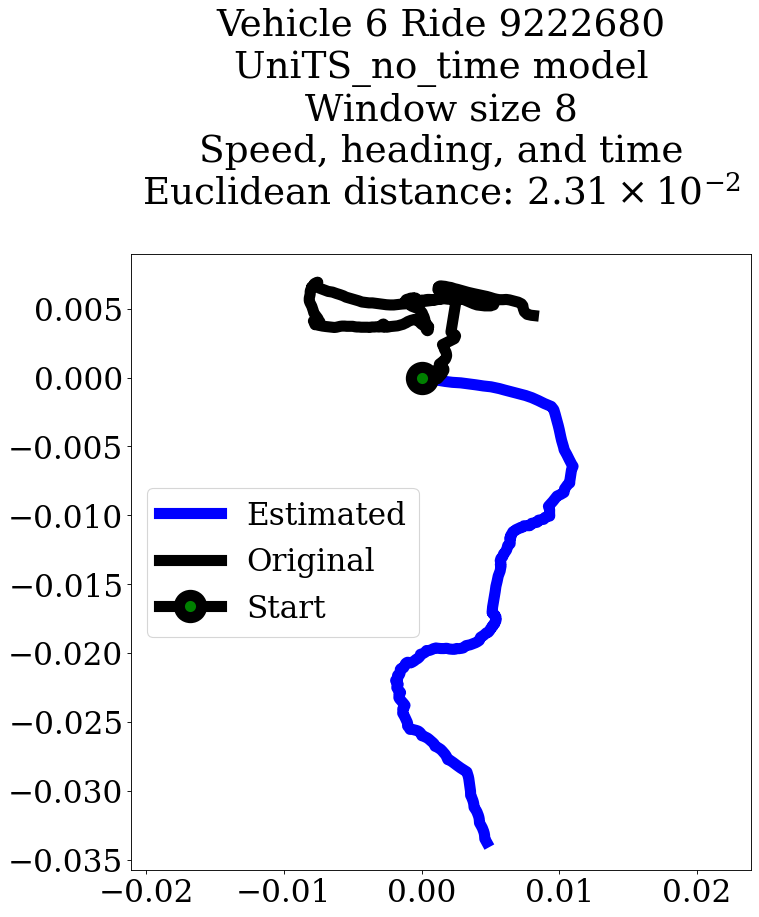 Vehicle 6 Ride 9222680
UniTS_no_time model
Window size 8
Speed, heading, and time
Euclidean distance: 2.31 × 10⁻²
0.005
0.000
−0.005
−0.010
−0.015
−0.020
−0.025
−0.030
−0.035
Estimated
Original
Start
−0.02 −0.01 0.00 0.01 0.02